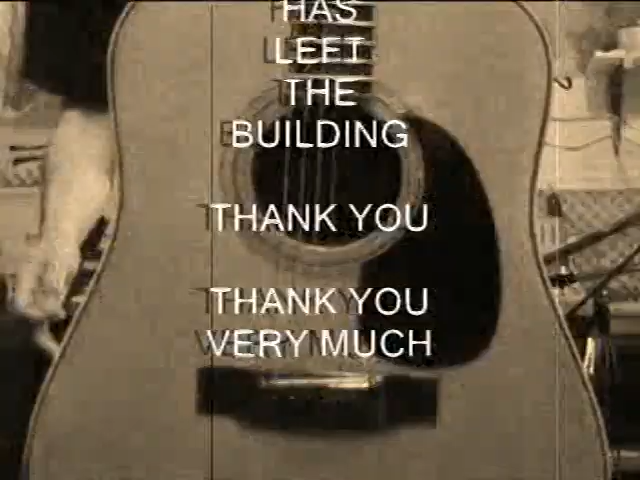 HAS
LEFT
THE
BUILDING
THANK YOU
THANK YOU
VERY MUCH